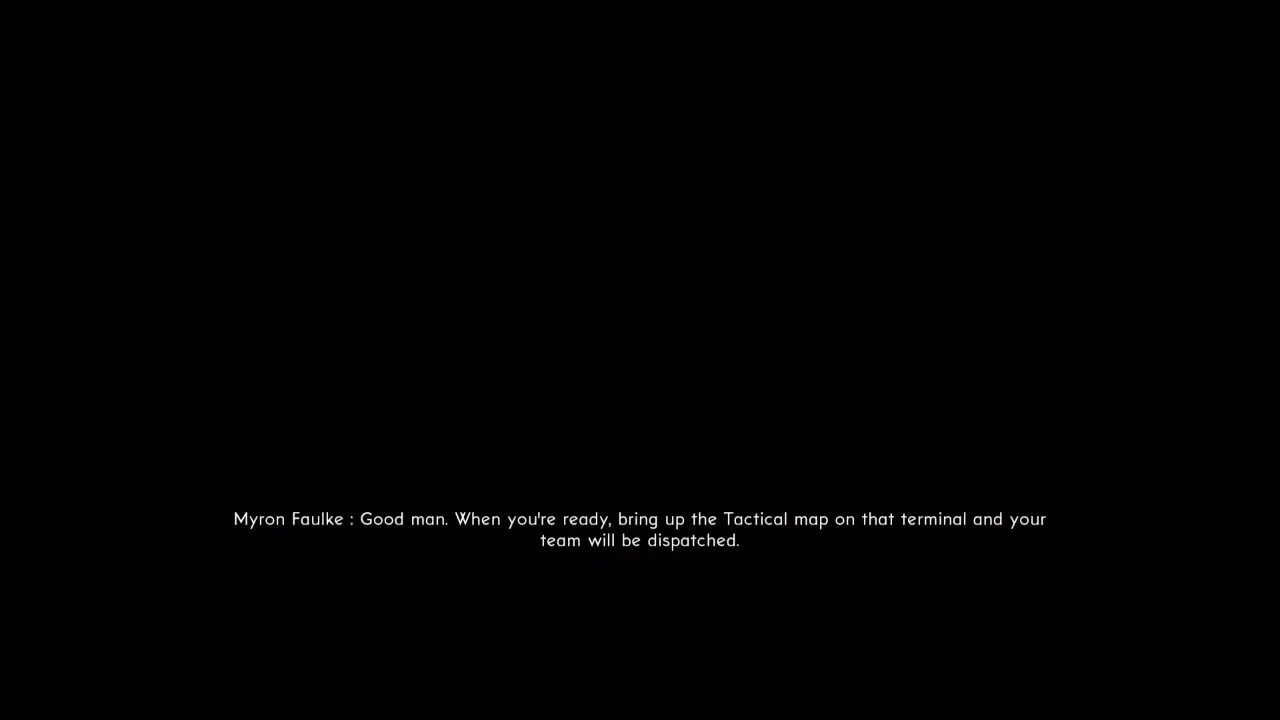 Myron Faulke : Good man. When you're ready, bring up the Tactical map on that terminal and your
team will be dispatched.